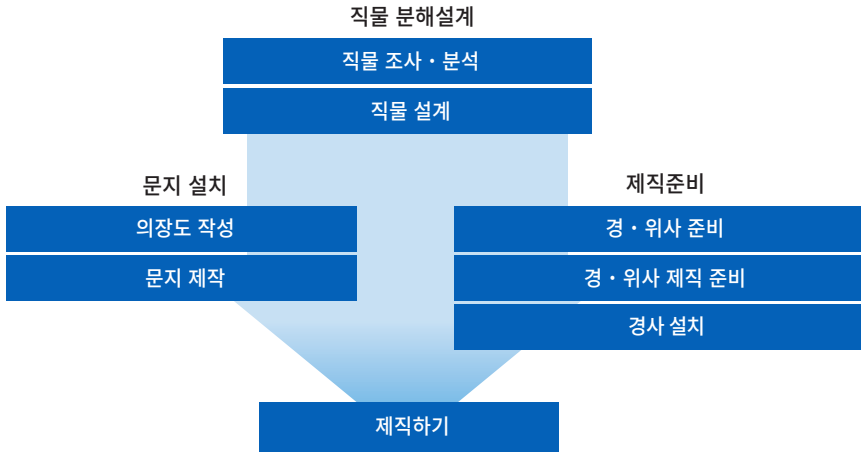 직물 분해설계
직물 조사・분석
직물 설계
문지 설치
의장도 작성
문지 제작
제직준비
경・위사 준비
경・위사 제직 준비
경사 설치
제직하기